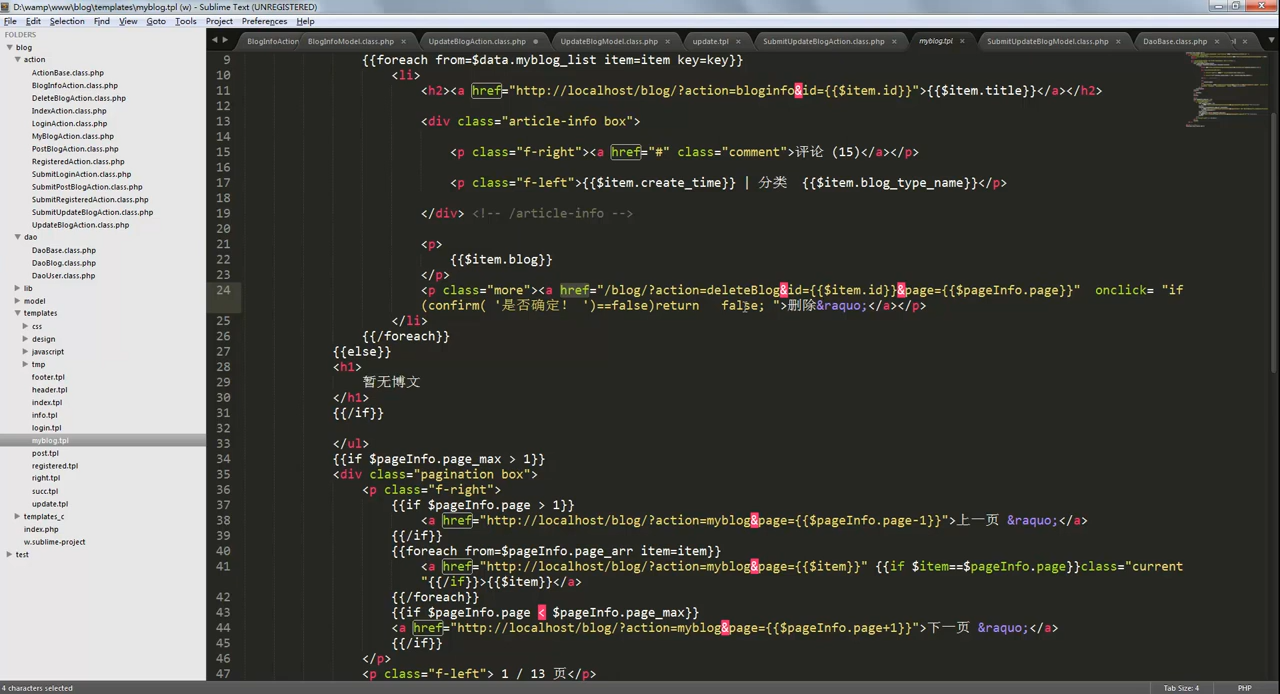 D:\wamp\www\blog\templates\myblog.tpl (w) - Sublime Text (UNREGISTERED)
File Edit Selection Find View Goto Tools Project Preferences Help
FOLDERS
blog
action
ActionBase.class.php
BlogInfoAction.class.php
DeleteBlogAction.class.php
IndexAction.class.php
LoginAction.class.php
MyBlogAction.class.php
PostBlogAction.class.php
RegisteredAction.class.php
SubmitLoginAction.class.php
SubmitPostBlogAction.class.php
SubmitRegisteredAction.class.php
SubmitUpdateBlogAction.class.php
UpdateBlogAction.class.php
dao
DaoBase.class.php
DaoBlog.class.php
DaoUser.class.php
lib
model
templates
css
design
javascript
tmp
footer.tpl
header.tpl
index.tpl
info.tpl
login.tpl
myblog.tpl
post.tpl
registered.tpl
right.tpl
succ.tpl
update.tpl
templates_c
index.php
w.sublime-project
test
BlogInfoAction BlogInfoModel.class.php UpdateBlogAction.class.php UpdateBlogModel.class.php update.tpl SubmitUpdateBlogAction.class.php myblog.tpl SubmitUpdateBlogModel.class.php DaoBase.class.php
9 {{foreach from=$data.myblog_list item=item key=key}}
10 <li>
11 <h2><a href="http://localhost/blog/?action=bloginfo&id={{$item.id}}">{{$item.title}}</a></h2>
12
13 <div class="article-info box">
14
15 <p class="f-right"><a href="#" class="comment">评论 (15)</a></p>
16
17 <p class="f-left">{{$item.create_time}} | 分类  {{$item.blog_type_name}}</p>
18
19 </div> <!-- /article-info -->
20
21 <p>
22 {{$item.blog}}
23 </p>
24 <p class="more"><a href="/blog/?action=deleteBlog&id={{$item.id}}&page={{$pageInfo.page}}"  onclick= "if
(confirm( '是否确定! ')==false)return   false; ">删除&raquo;</a></p>
25 </li>
26 {{/foreach}}
27 {{else}}
28 <h1>
29 暂无博文
30 </h1>
31 {{/if}}
32
33 </ul>
34 {{if $pageInfo.page_max > 1}}
35 <div class="pagination box">
36 <p class="f-right">
37 {{if $pageInfo.page > 1}}
38 <a href="http://localhost/blog/?action=myblog&page={{$pageInfo.page-1}}">上一页 &raquo;</a>
39 {{/if}}
40 {{foreach from=$pageInfo.page_arr item=item}}
41 <a href="http://localhost/blog/?action=myblog&page={{$item}}" {{if $item==$pageInfo.page}}class="current
"{{/if}}>{{$item}}</a>
42 {{/foreach}}
43 {{if $pageInfo.page < $pageInfo.page_max}}
44 <a href="http://localhost/blog/?action=myblog&page={{$pageInfo.page+1}}">下一页 &raquo;</a>
45 {{/if}}
46 </p>
47 <p class="f-left"> 1 / 13 页</p>
4 characters selected Tab Size: 4 PHP